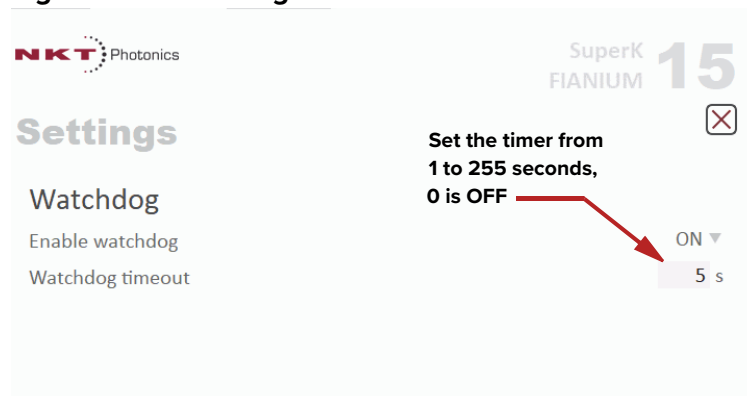 NKT Photonics
SuperK
FIANIUM 15
Settings
Set the timer from
1 to 255 seconds,
0 is OFF
Watchdog
Enable watchdog ON
Watchdog timeout 5 s